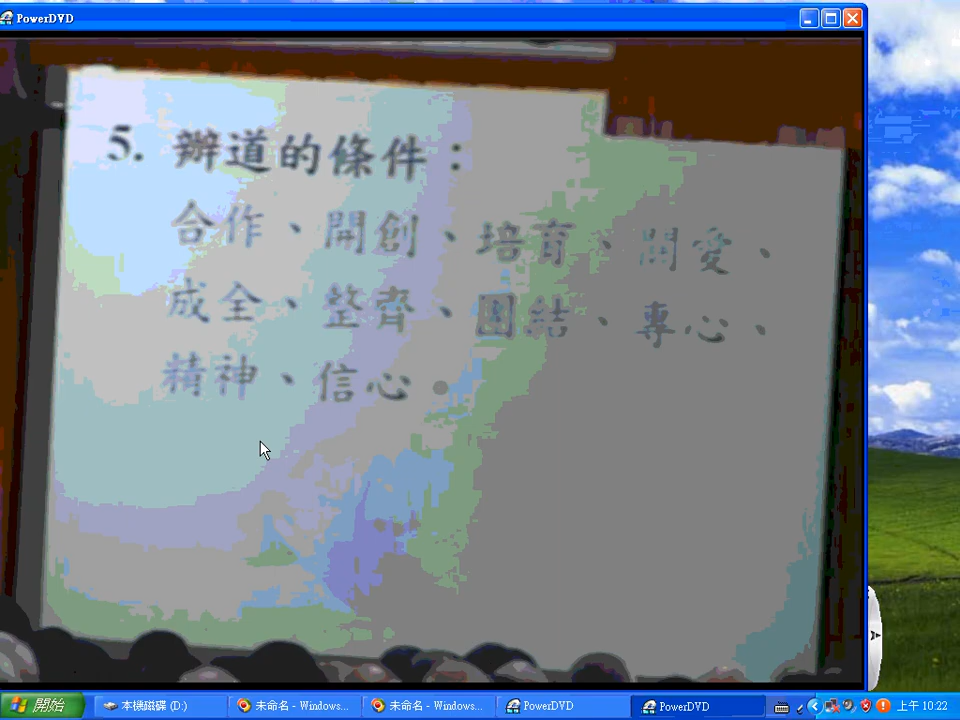 PowerDVD
5. 辦道的條件：
合作、開創、培育、關愛、
成全、整齊、團結、專心、
精神、信心。
開始 本機磁碟 (D:) 未命名 - Windows... 未命名 - Windows... PowerDVD PowerDVD 上午 10:22